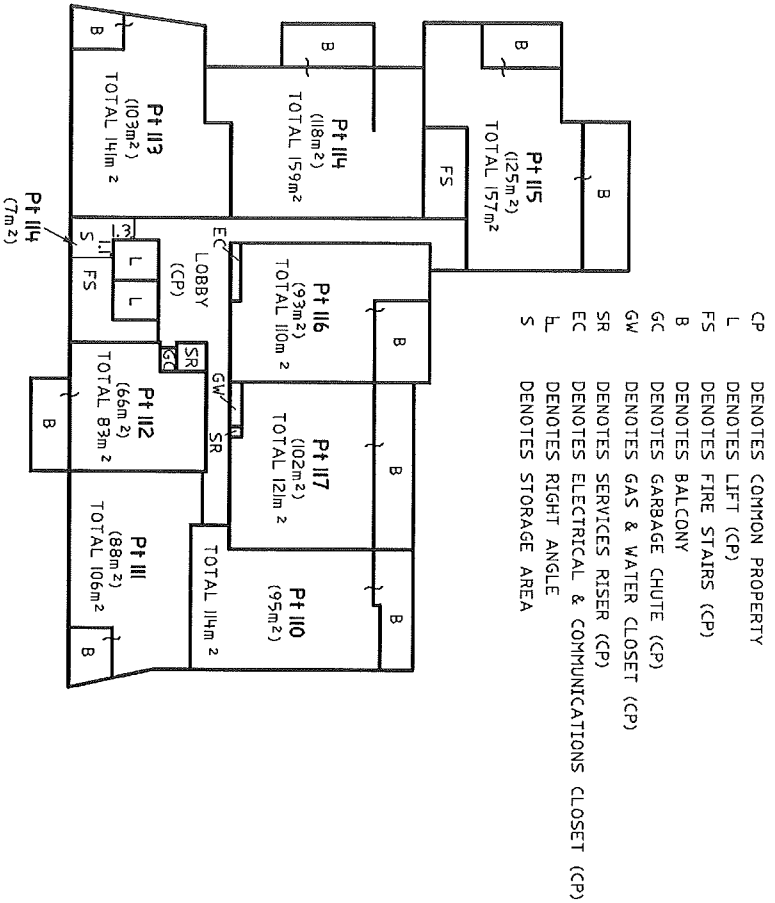 CP DENOTES COMMON PROPERTY
L DENOTES LIFT (CP)
FS DENOTES FIRE STAIRS (CP)
B DENOTES BALCONY
GC DENOTES GARBAGE CHUTE (CP)
GW DENOTES GAS & WATER CLOSET (CP)
SR DENOTES SERVICES RISER (CP)
EC DENOTES ELECTRICAL & COMMUNICATIONS CLOSET (CP)
DENOTES RIGHT ANGLE
S DENOTES STORAGE AREA
B
B
Pt 115
(125m²)
TOTAL 157m²
FS
B
Pt 114
(118m²)
TOTAL 159m²
B
Pt 113
(103m²)
TOTAL 141m²
B
Pt 116
(93m²)
TOTAL 110m²
EC
B
Pt 117
(102m²)
TOTAL 121m²
GW
SR
B
Pt 110
(95m²)
TOTAL 114m²
LOBBY
(CP)
SR
GC
L
L
1.3
1.1
S
FS
Pt 114
(7m²)
Pt 112
(66m²)
TOTAL 83m²
B
Pt 111
(88m²)
TOTAL 106m²
B